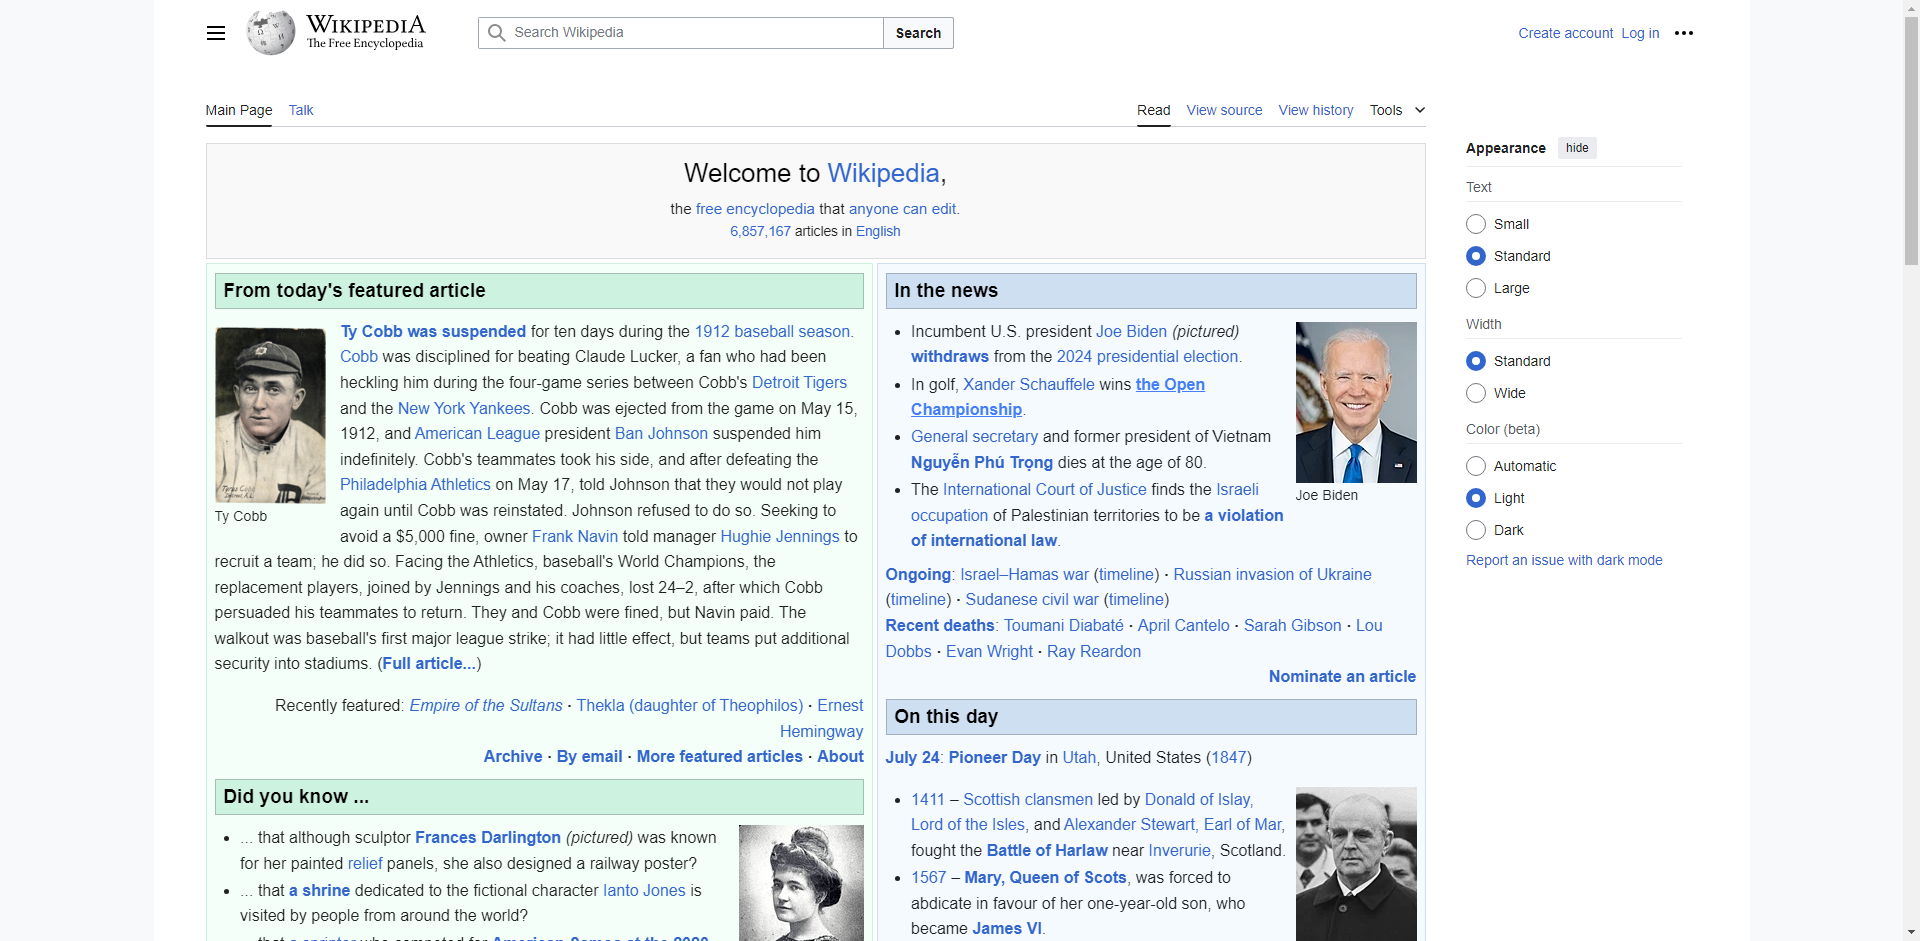 WIKIPEDIA
The Free Encyclopedia
Search Wikipedia
Search
Create account Log in
Main Page Talk
Read View source View history Tools
Welcome to Wikipedia,
the free encyclopedia that anyone can edit.
6,857,167 articles in English
From today's featured article
Ty Cobb was suspended for ten days during the 1912 baseball season.
Cobb was disciplined for beating Claude Lucker, a fan who had been
heckling him during the four-game series between Cobb's Detroit Tigers
and the New York Yankees. Cobb was ejected from the game on May 15,
1912, and American League president Ban Johnson suspended him
indefinitely. Cobb's teammates took his side, and after defeating the
Philadelphia Athletics on May 17, told Johnson that they would not play
again until Cobb was reinstated. Johnson refused to do so. Seeking to
avoid a $5,000 fine, owner Frank Navin told manager Hughie Jennings to
recruit a team; he did so. Facing the Athletics, baseball's World Champions, the
replacement players, joined by Jennings and his coaches, lost 24–2, after which Cobb
persuaded his teammates to return. They and Cobb were fined, but Navin paid. The
walkout was baseball's first major league strike; it had little effect, but teams put additional
security into stadiums. (Full article...)
Ty Cobb
Recently featured: Empire of the Sultans · Thekla (daughter of Theophilos) · Ernest
Hemingway
Archive · By email · More featured articles · About
Did you know ...
... that although sculptor Frances Darlington (pictured) was known
for her painted relief panels, she also designed a railway poster?
... that a shrine dedicated to the fictional character Ianto Jones is
visited by people from around the world?
In the news
Incumbent U.S. president Joe Biden (pictured)
withdraws from the 2024 presidential election.
In golf, Xander Schauffele wins the Open
Championship.
General secretary and former president of Vietnam
Nguyễn Phú Trọng dies at the age of 80.
The International Court of Justice finds the Israeli
occupation of Palestinian territories to be a violation
of international law.
Joe Biden
Ongoing: Israel–Hamas war (timeline) · Russian invasion of Ukraine
(timeline) · Sudanese civil war (timeline)
Recent deaths: Toumani Diabaté · April Cantelo · Sarah Gibson · Lou
Dobbs · Evan Wright · Ray Reardon
Nominate an article
On this day
July 24: Pioneer Day in Utah, United States (1847)
1411 – Scottish clansmen led by Donald of Islay,
Lord of the Isles, and Alexander Stewart, Earl of Mar,
fought the Battle of Harlaw near Inverurie, Scotland.
1567 – Mary, Queen of Scots, was forced to
abdicate in favour of her one-year-old son, who
became James VI.
Appearance hide
Text
Small
Standard
Large
Width
Standard
Wide
Color (beta)
Automatic
Light
Dark
Report an issue with dark mode